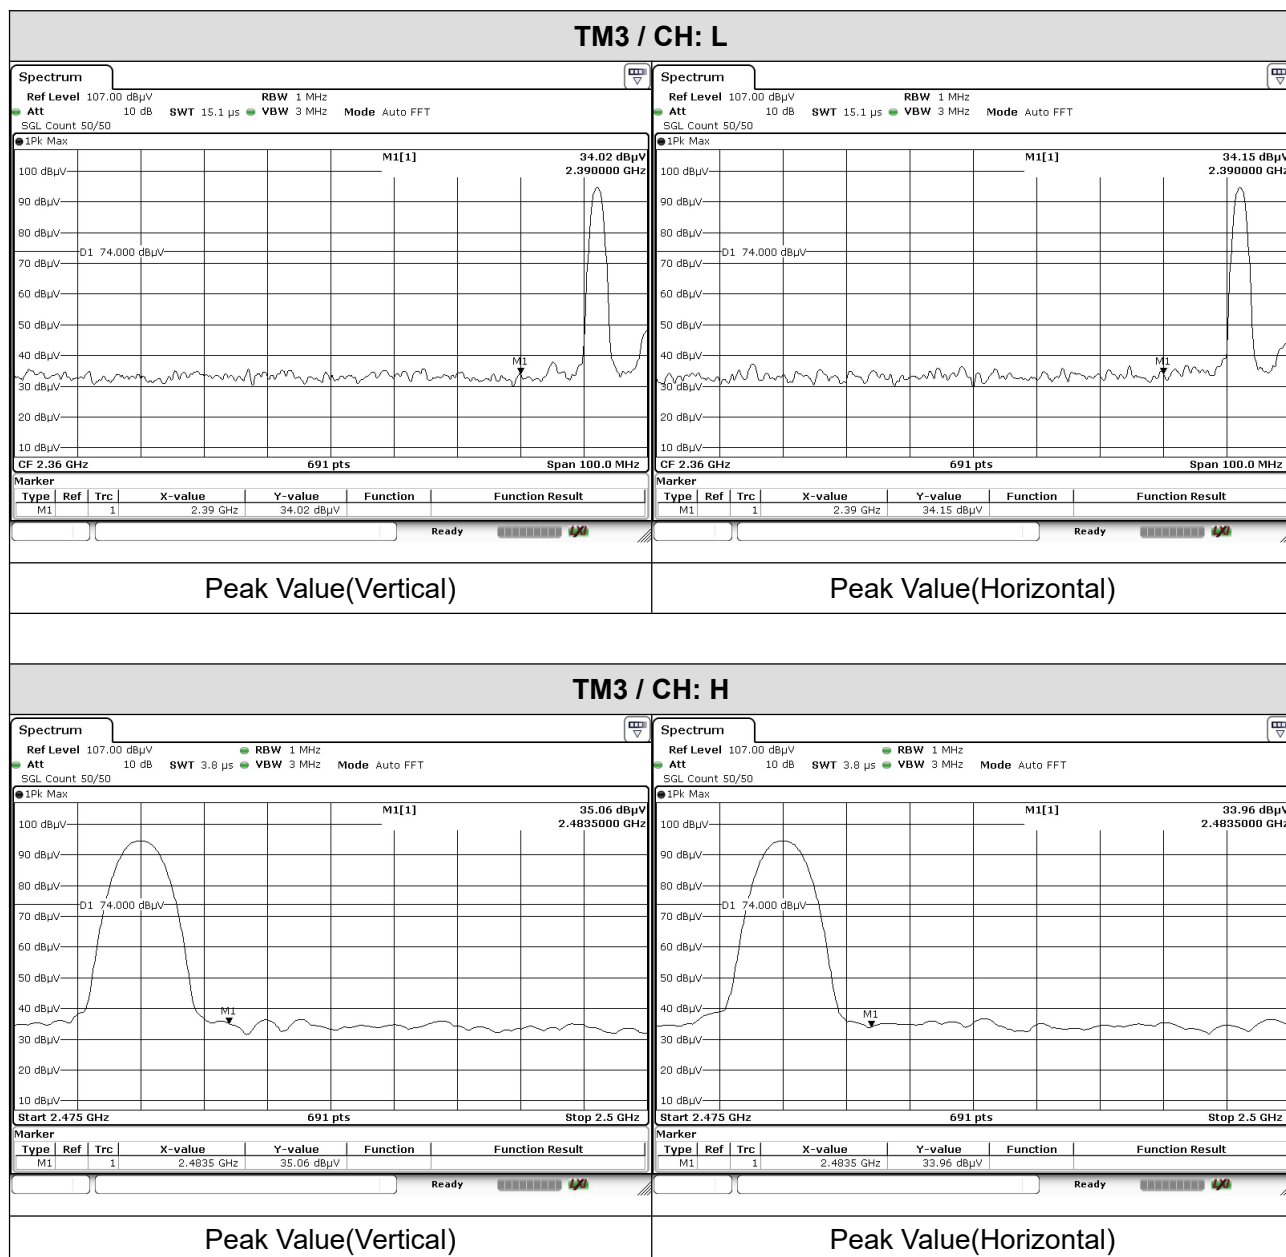 TM3 / CH: L
Spectrum
Ref Level 107.00 dBµV RBW 1 MHz
Att 10 dB SWT 15.1 µs VBW 3 MHz Mode Auto FFT
SGL Count 50/50
1Pk Max
M1[1] 34.02 dBµV
2.390000 GHz
100 dBµV
90 dBµV
80 dBµV
D1 74.000 dBµV
70 dBµV
60 dBµV
50 dBµV
40 dBµV
M1
30 dBµV
20 dBµV
10 dBµV
CF 2.36 GHz 691 pts Span 100.0 MHz
Marker
Type Ref Trc X-value Y-value Function Function Result
M1 1 2.39 GHz 34.02 dBµV
Ready LXI
Spectrum
Ref Level 107.00 dBµV RBW 1 MHz
Att 10 dB SWT 15.1 µs VBW 3 MHz Mode Auto FFT
SGL Count 50/50
1Pk Max
M1[1] 34.15 dBµV
2.390000 GHz
100 dBµV
90 dBµV
80 dBµV
D1 74.000 dBµV
70 dBµV
60 dBµV
50 dBµV
40 dBµV
M1
30 dBµV
20 dBµV
10 dBµV
CF 2.36 GHz 691 pts Span 100.0 MHz
Marker
Type Ref Trc X-value Y-value Function Function Result
M1 1 2.39 GHz 34.15 dBµV
Ready LXI
Peak Value(Vertical) Peak Value(Horizontal)
TM3 / CH: H
Spectrum
Ref Level 107.00 dBµV RBW 1 MHz
Att 10 dB SWT 3.8 µs VBW 3 MHz Mode Auto FFT
SGL Count 50/50
1Pk Max
M1[1] 35.06 dBµV
2.4835000 GHz
100 dBµV
90 dBµV
80 dBµV
D1 74.000 dBµV
70 dBµV
60 dBµV
50 dBµV
40 dBµV
M1
30 dBµV
20 dBµV
10 dBµV
Start 2.475 GHz 691 pts Stop 2.5 GHz
Marker
Type Ref Trc X-value Y-value Function Function Result
M1 1 2.4835 GHz 35.06 dBµV
Ready LXI
Spectrum
Ref Level 107.00 dBµV RBW 1 MHz
Att 10 dB SWT 3.8 µs VBW 3 MHz Mode Auto FFT
SGL Count 50/50
1Pk Max
M1[1] 33.96 dBµV
2.4835000 GHz
100 dBµV
90 dBµV
80 dBµV
D1 74.000 dBµV
70 dBµV
60 dBµV
50 dBµV
40 dBµV
M1
30 dBµV
20 dBµV
10 dBµV
Start 2.475 GHz 691 pts Stop 2.5 GHz
Marker
Type Ref Trc X-value Y-value Function Function Result
M1 1 2.4835 GHz 33.96 dBµV
Ready LXI
Peak Value(Vertical) Peak Value(Horizontal)